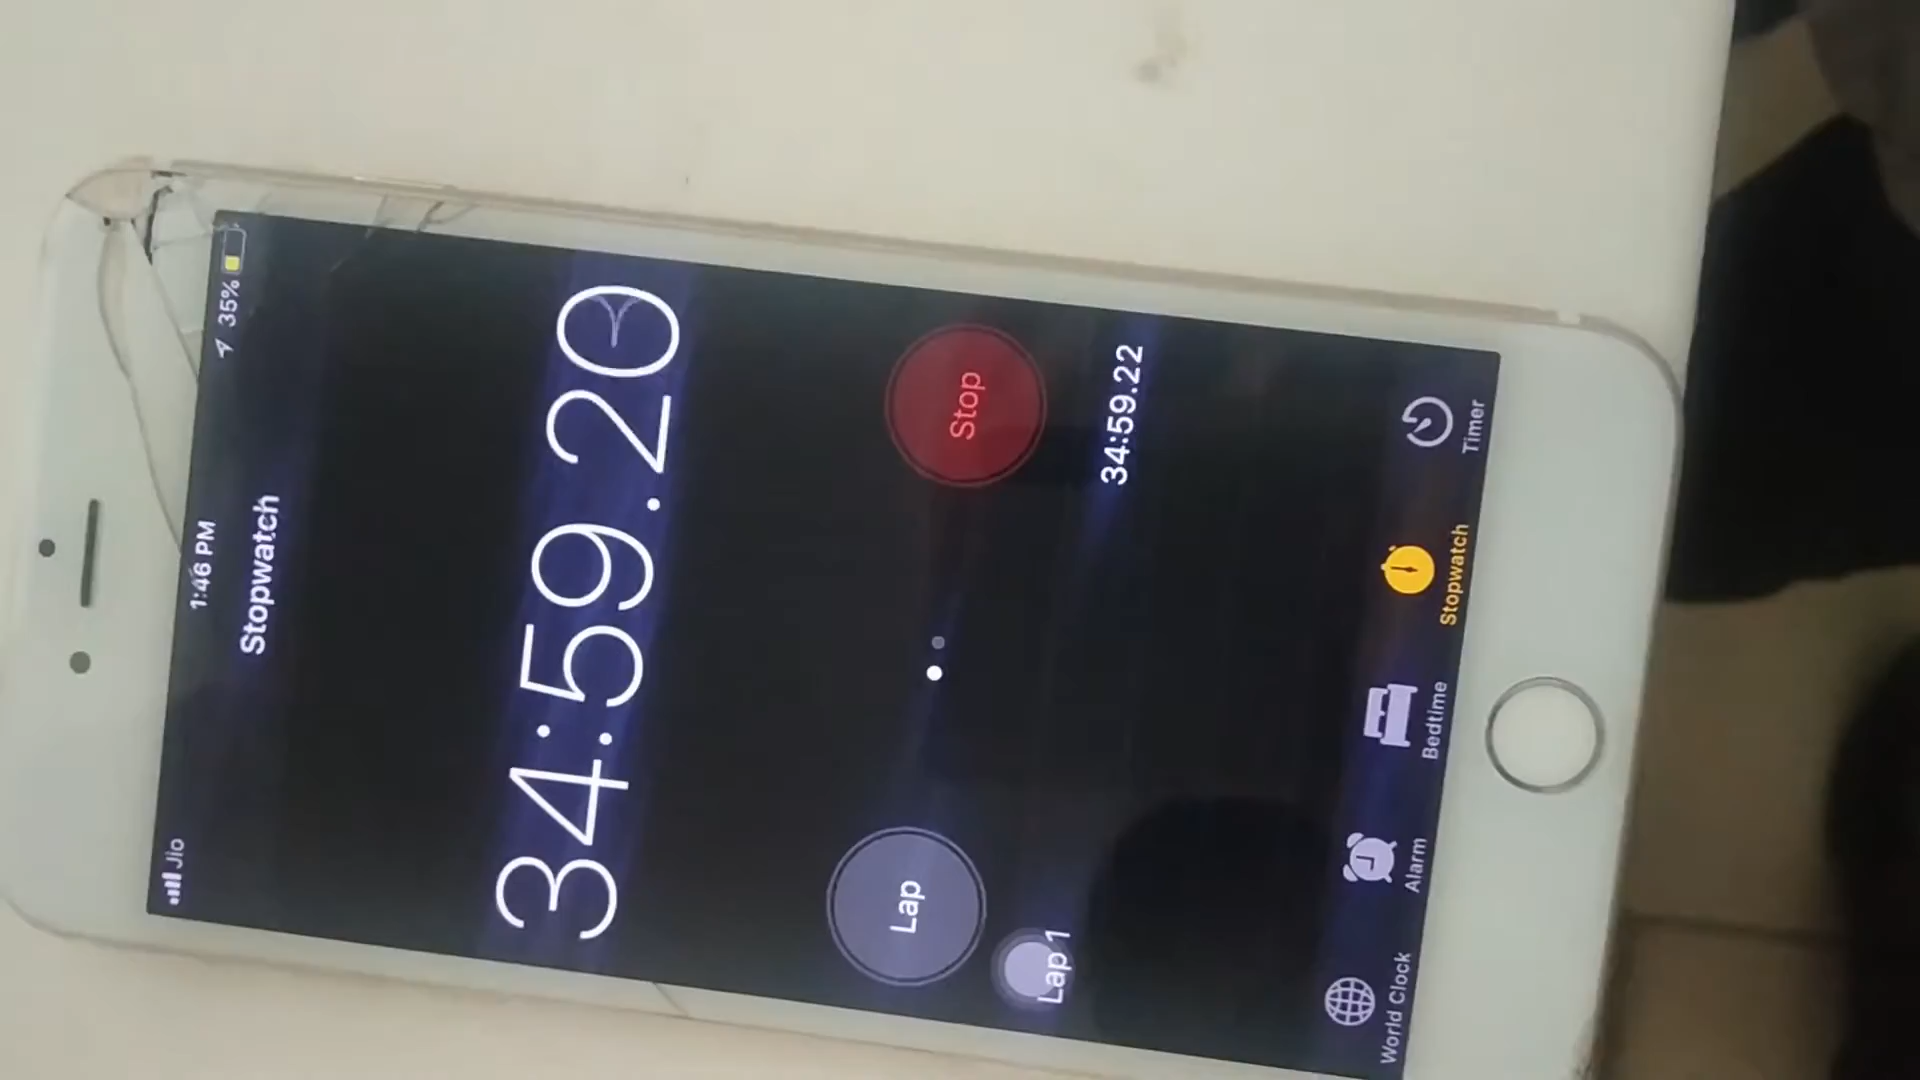 Jio 1:46 PM 35%
Stopwatch
34:59.20
Lap Stop
Lap 1 34:59.22
World Clock Alarm Bedtime Stopwatch Timer